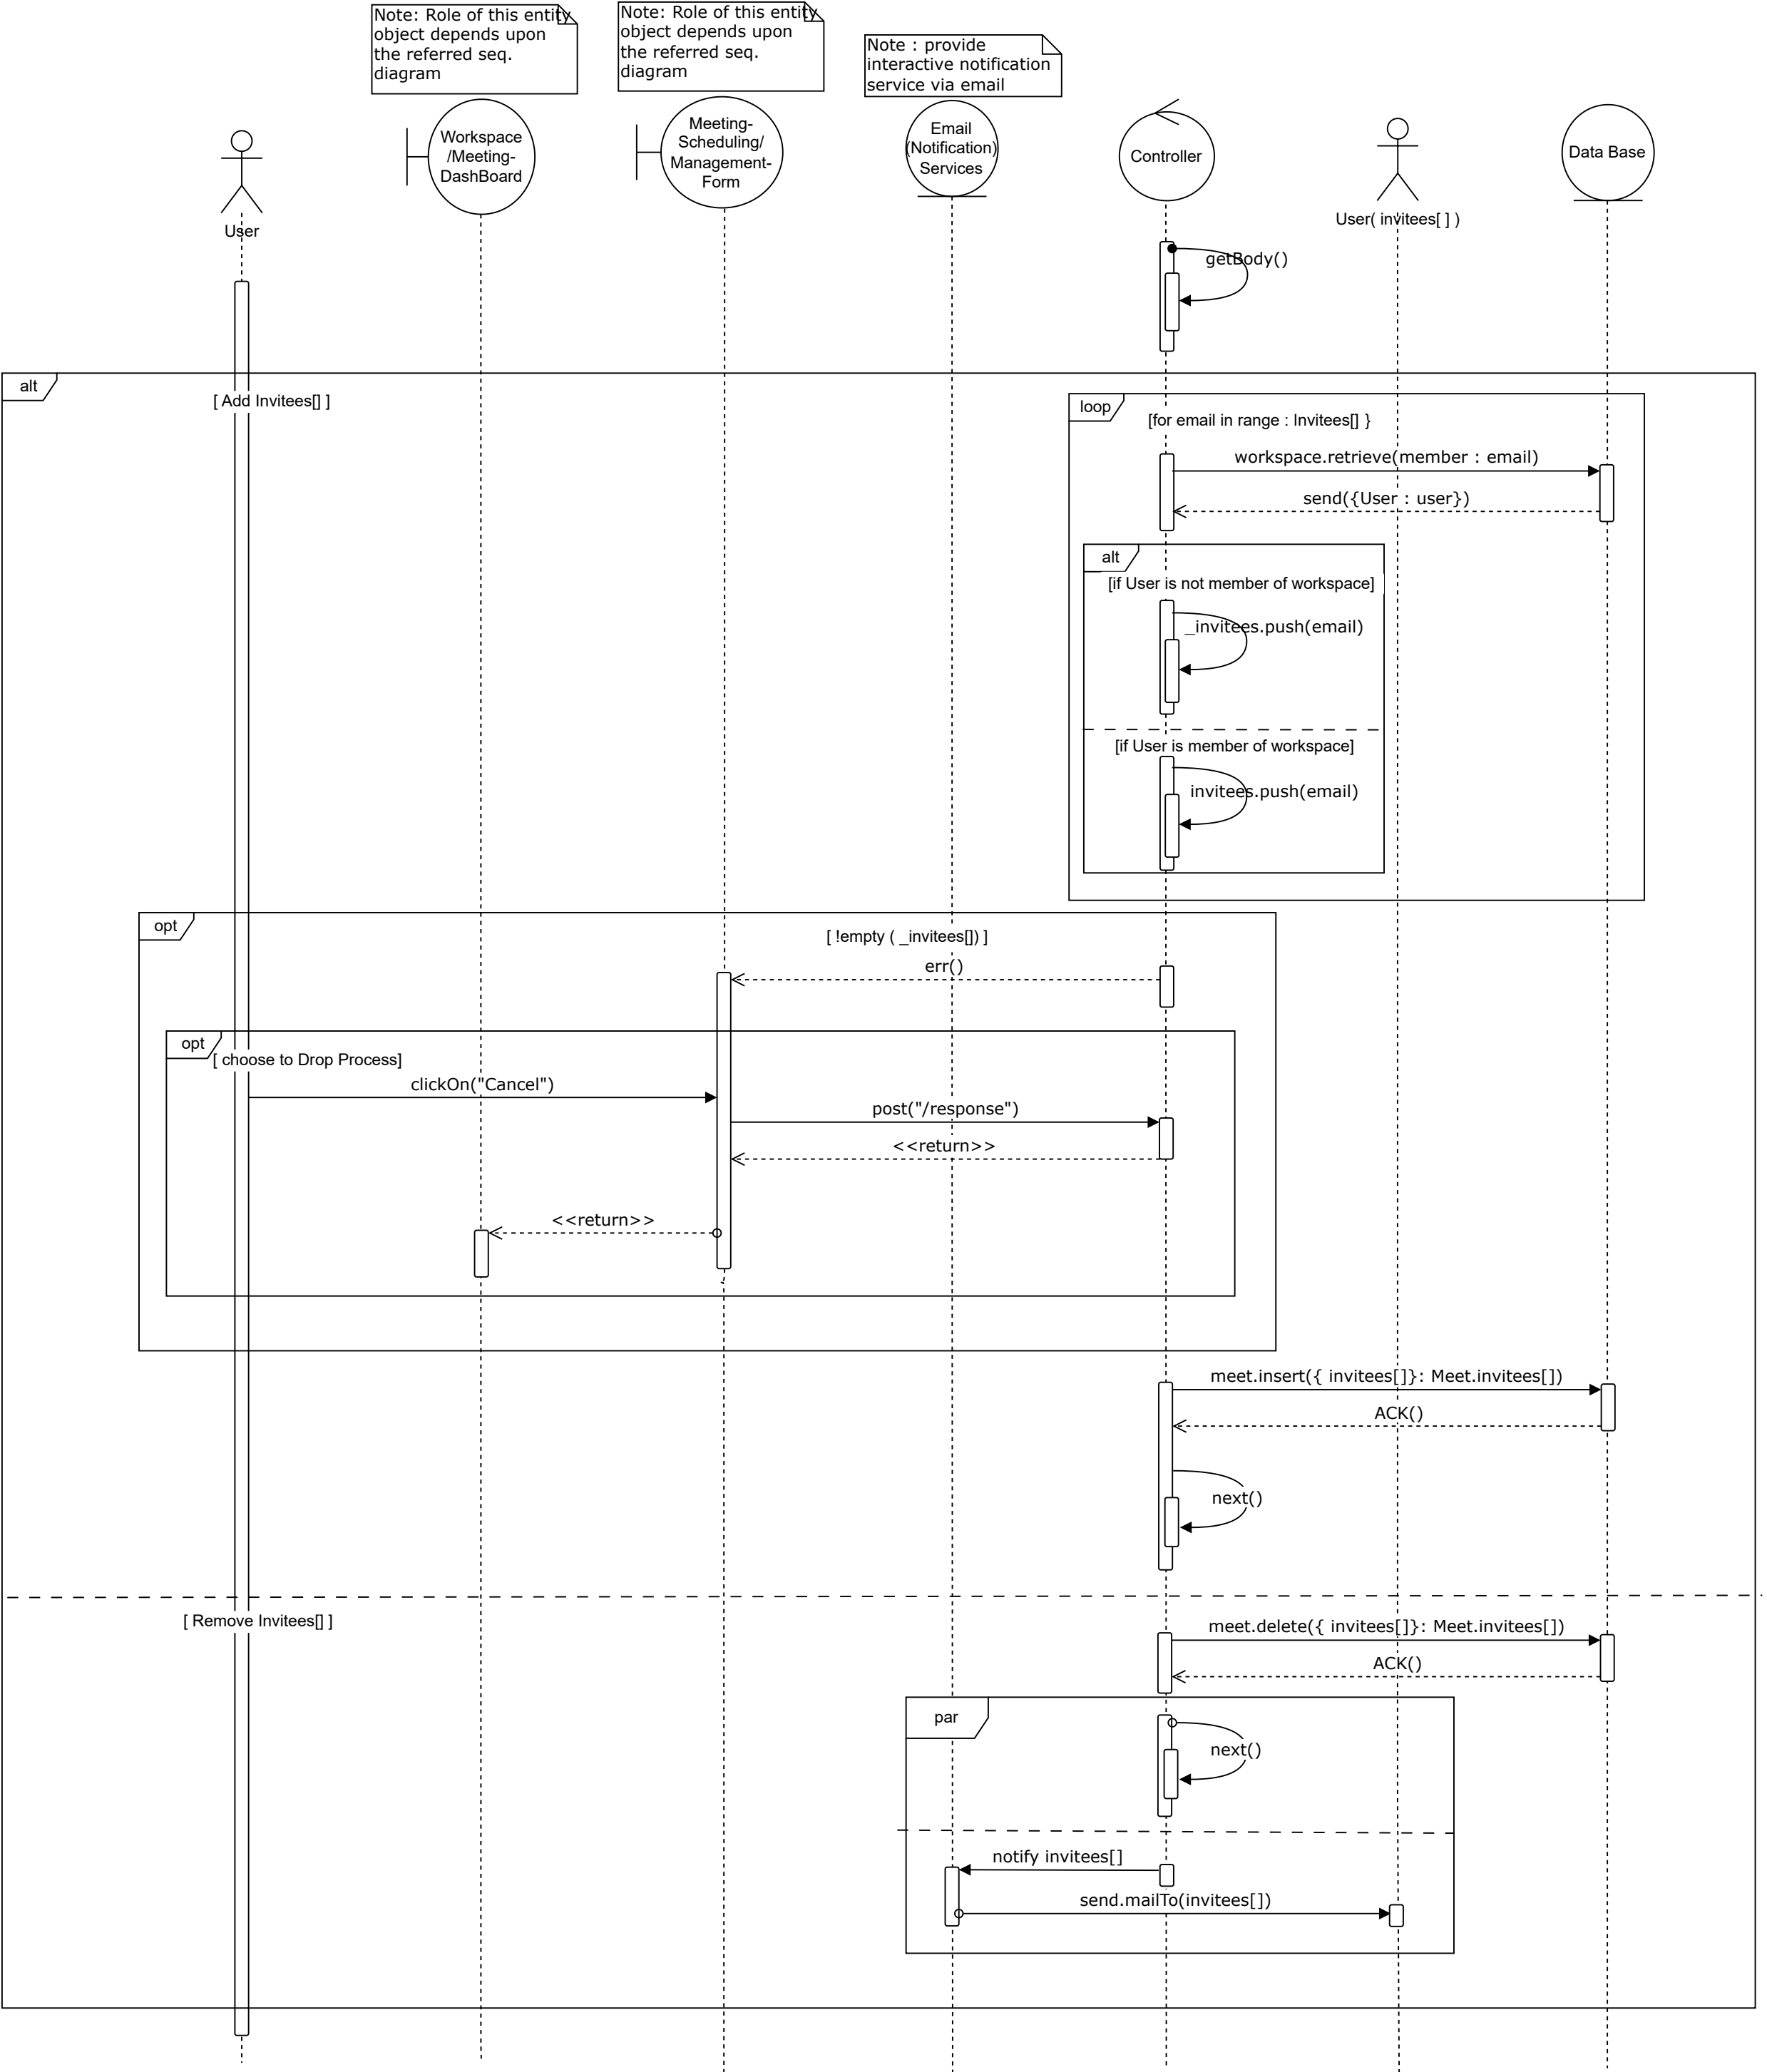 Note: Role of this entity
object depends upon
the referred seq.
diagram
Note: Role of this entity
object depends upon
the referred seq.
diagram
Note : provide
interactive notification
service via email
User
Workspace
/Meeting-
DashBoard
Meeting-
Scheduling/
Management-
Form
Email
(Notification)
Services
Controller
User( invitees[ ] )
Data Base
getBody()
alt
[ Add Invitees[] ]
loop
[for email in range : Invitees[] }
workspace.retrieve(member : email)
send({User : user})
alt
[if User is not member of workspace]
_invitees.push(email)
[if User is member of workspace]
invitees.push(email)
opt
[ !empty ( _invitees[]) ]
err()
opt
[ choose to Drop Process]
clickOn("Cancel")
post("/response")
<<return>>
<<return>>
meet.insert({ invitees[]}: Meet.invitees[])
ACK()
next()
[ Remove Invitees[] ]
meet.delete({ invitees[]}: Meet.invitees[])
ACK()
par
next()
notify invitees[]
send.mailTo(invitees[])